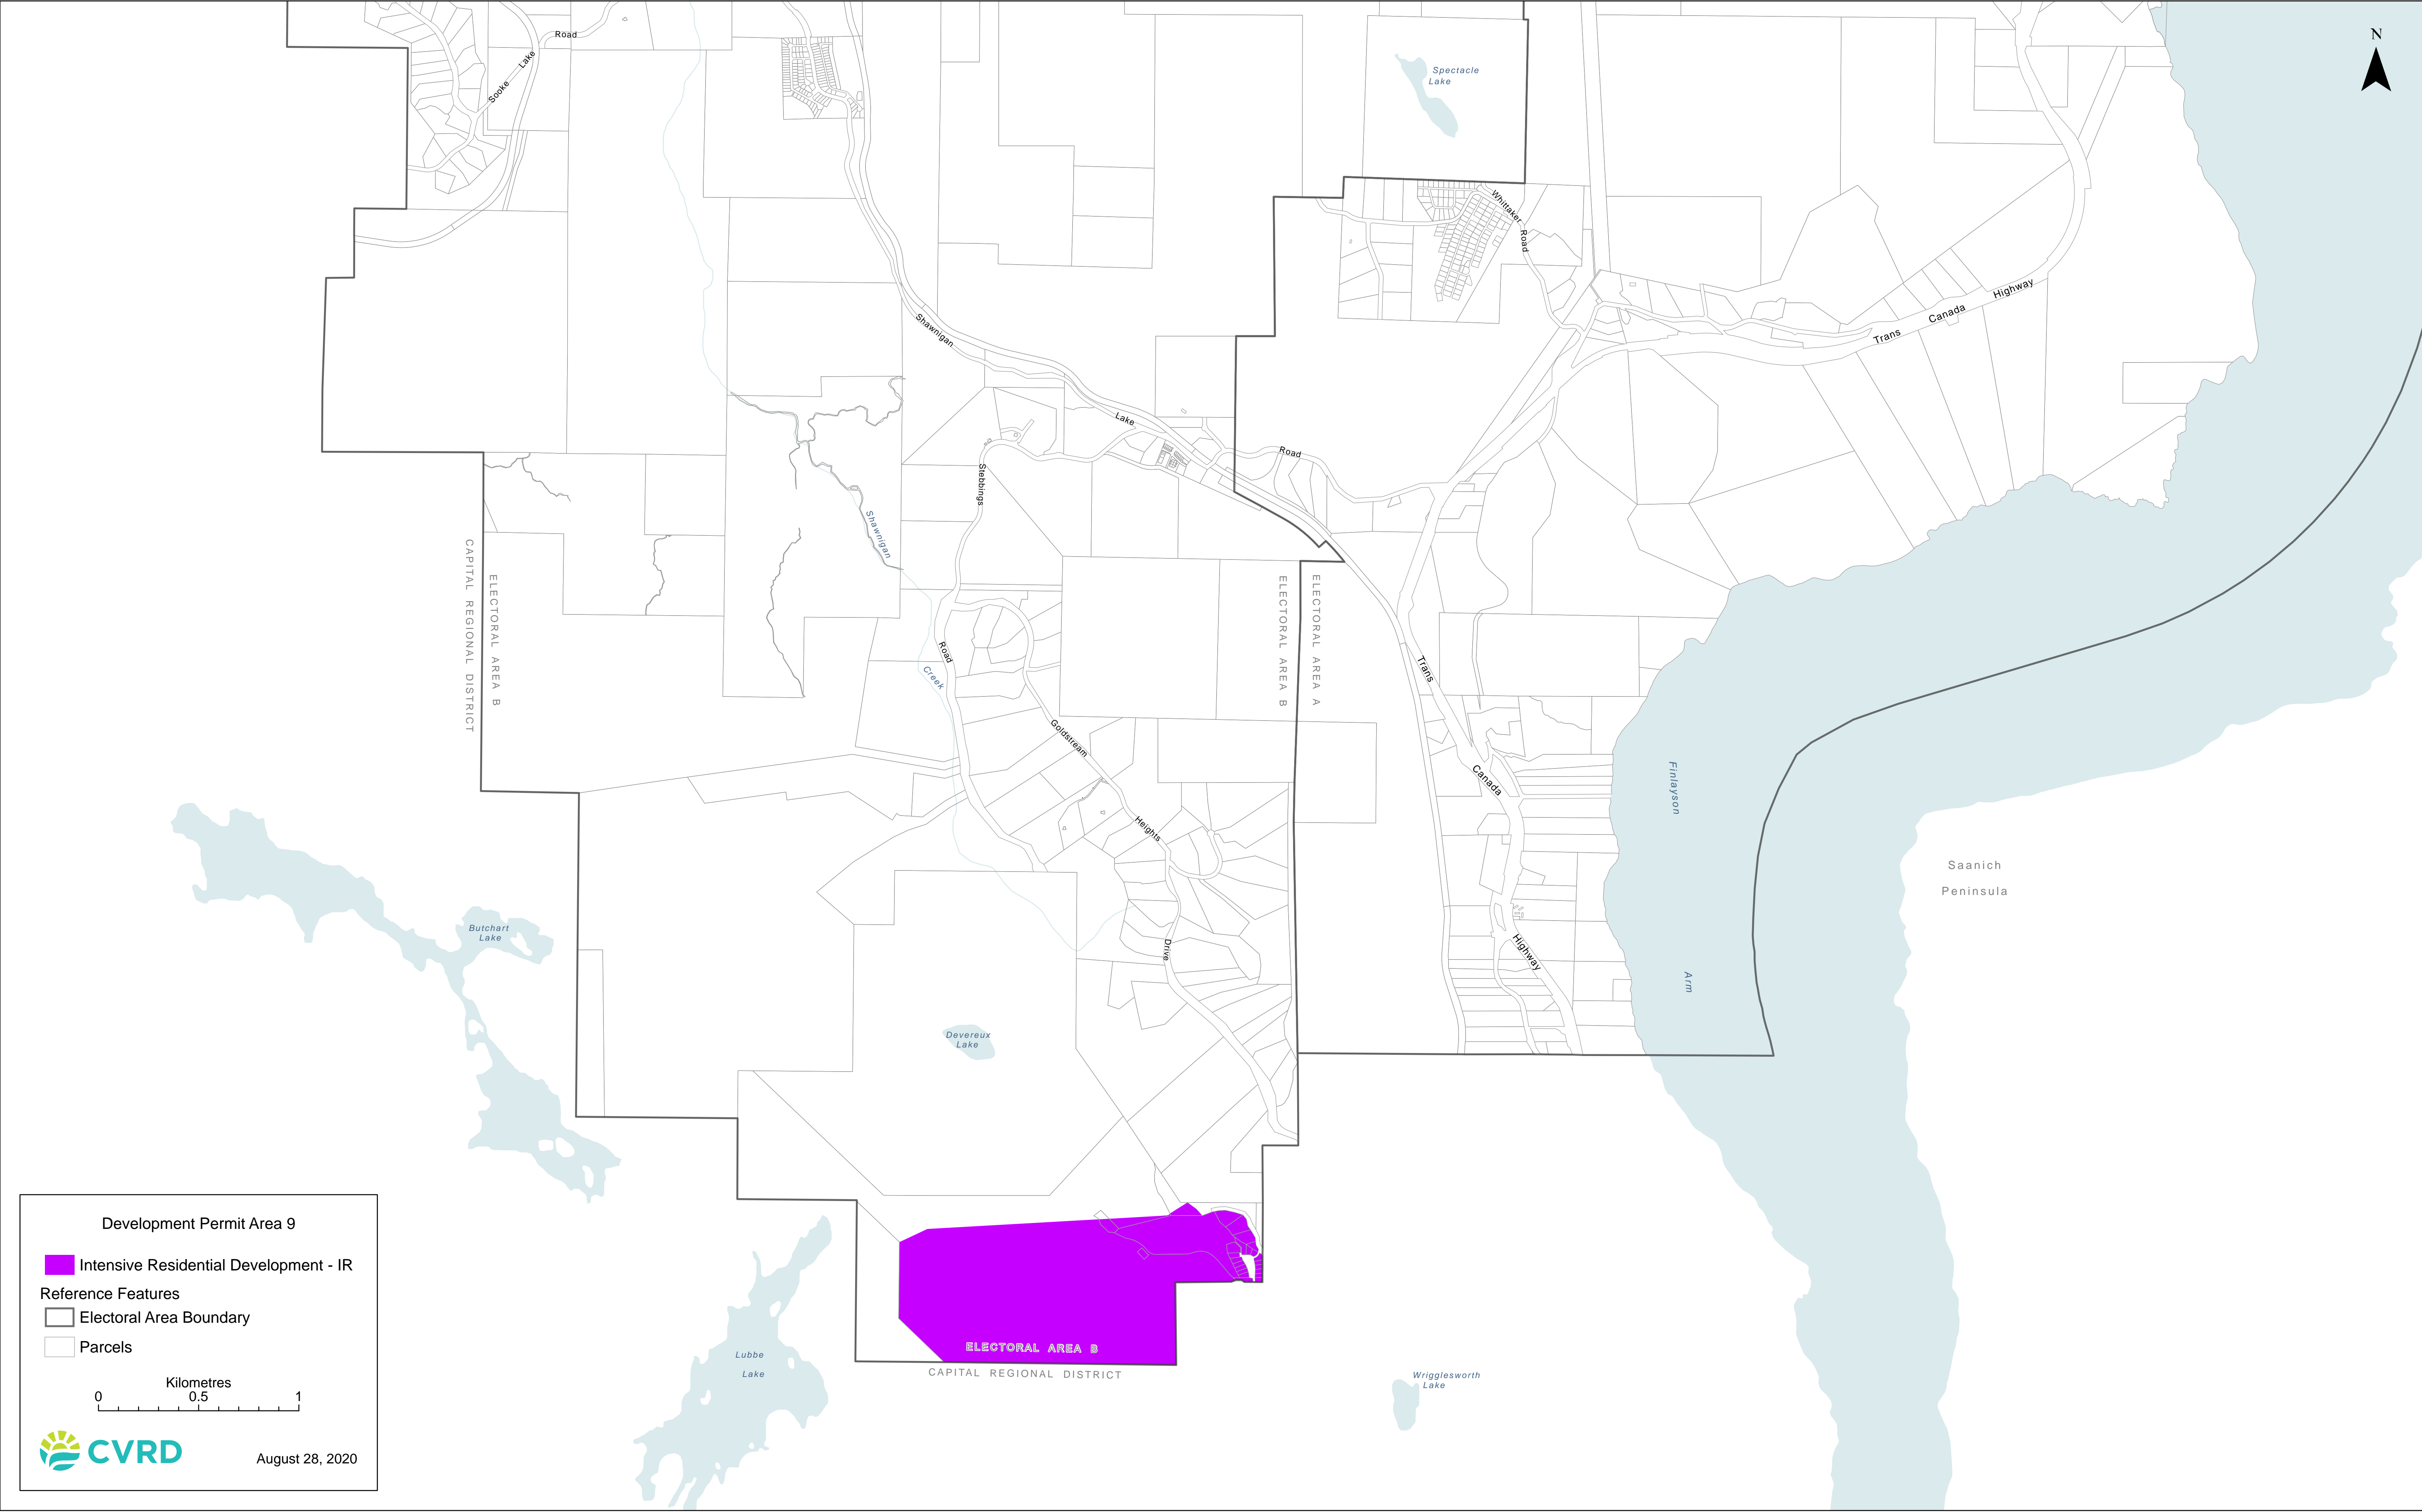 Road
Lake
Sooke
N
Spectacle
Lake
Whittaker
Road
Shawnigan
Lake
Road
Trans
Canada
Highway
Stebbings
Shawnigan
Creek
Road
CAPITAL REGIONAL DISTRICT
ELECTORAL AREA B
ELECTORAL AREA B
ELECTORAL AREA A
Trans
Canada
Highway
Goldstream
Heights
Drive
Finlayson
Arm
Saanich
Peninsula
Butchart
Lake
Devereux
Lake
Lubbe
Lake
ELECTORAL AREA B
CAPITAL REGIONAL DISTRICT
Wrigglesworth
Lake
Development Permit Area 9
Intensive Residential Development - IR
Reference Features
Electoral Area Boundary
Parcels
Kilometres
0 0.5 1
CVRD
August 28, 2020